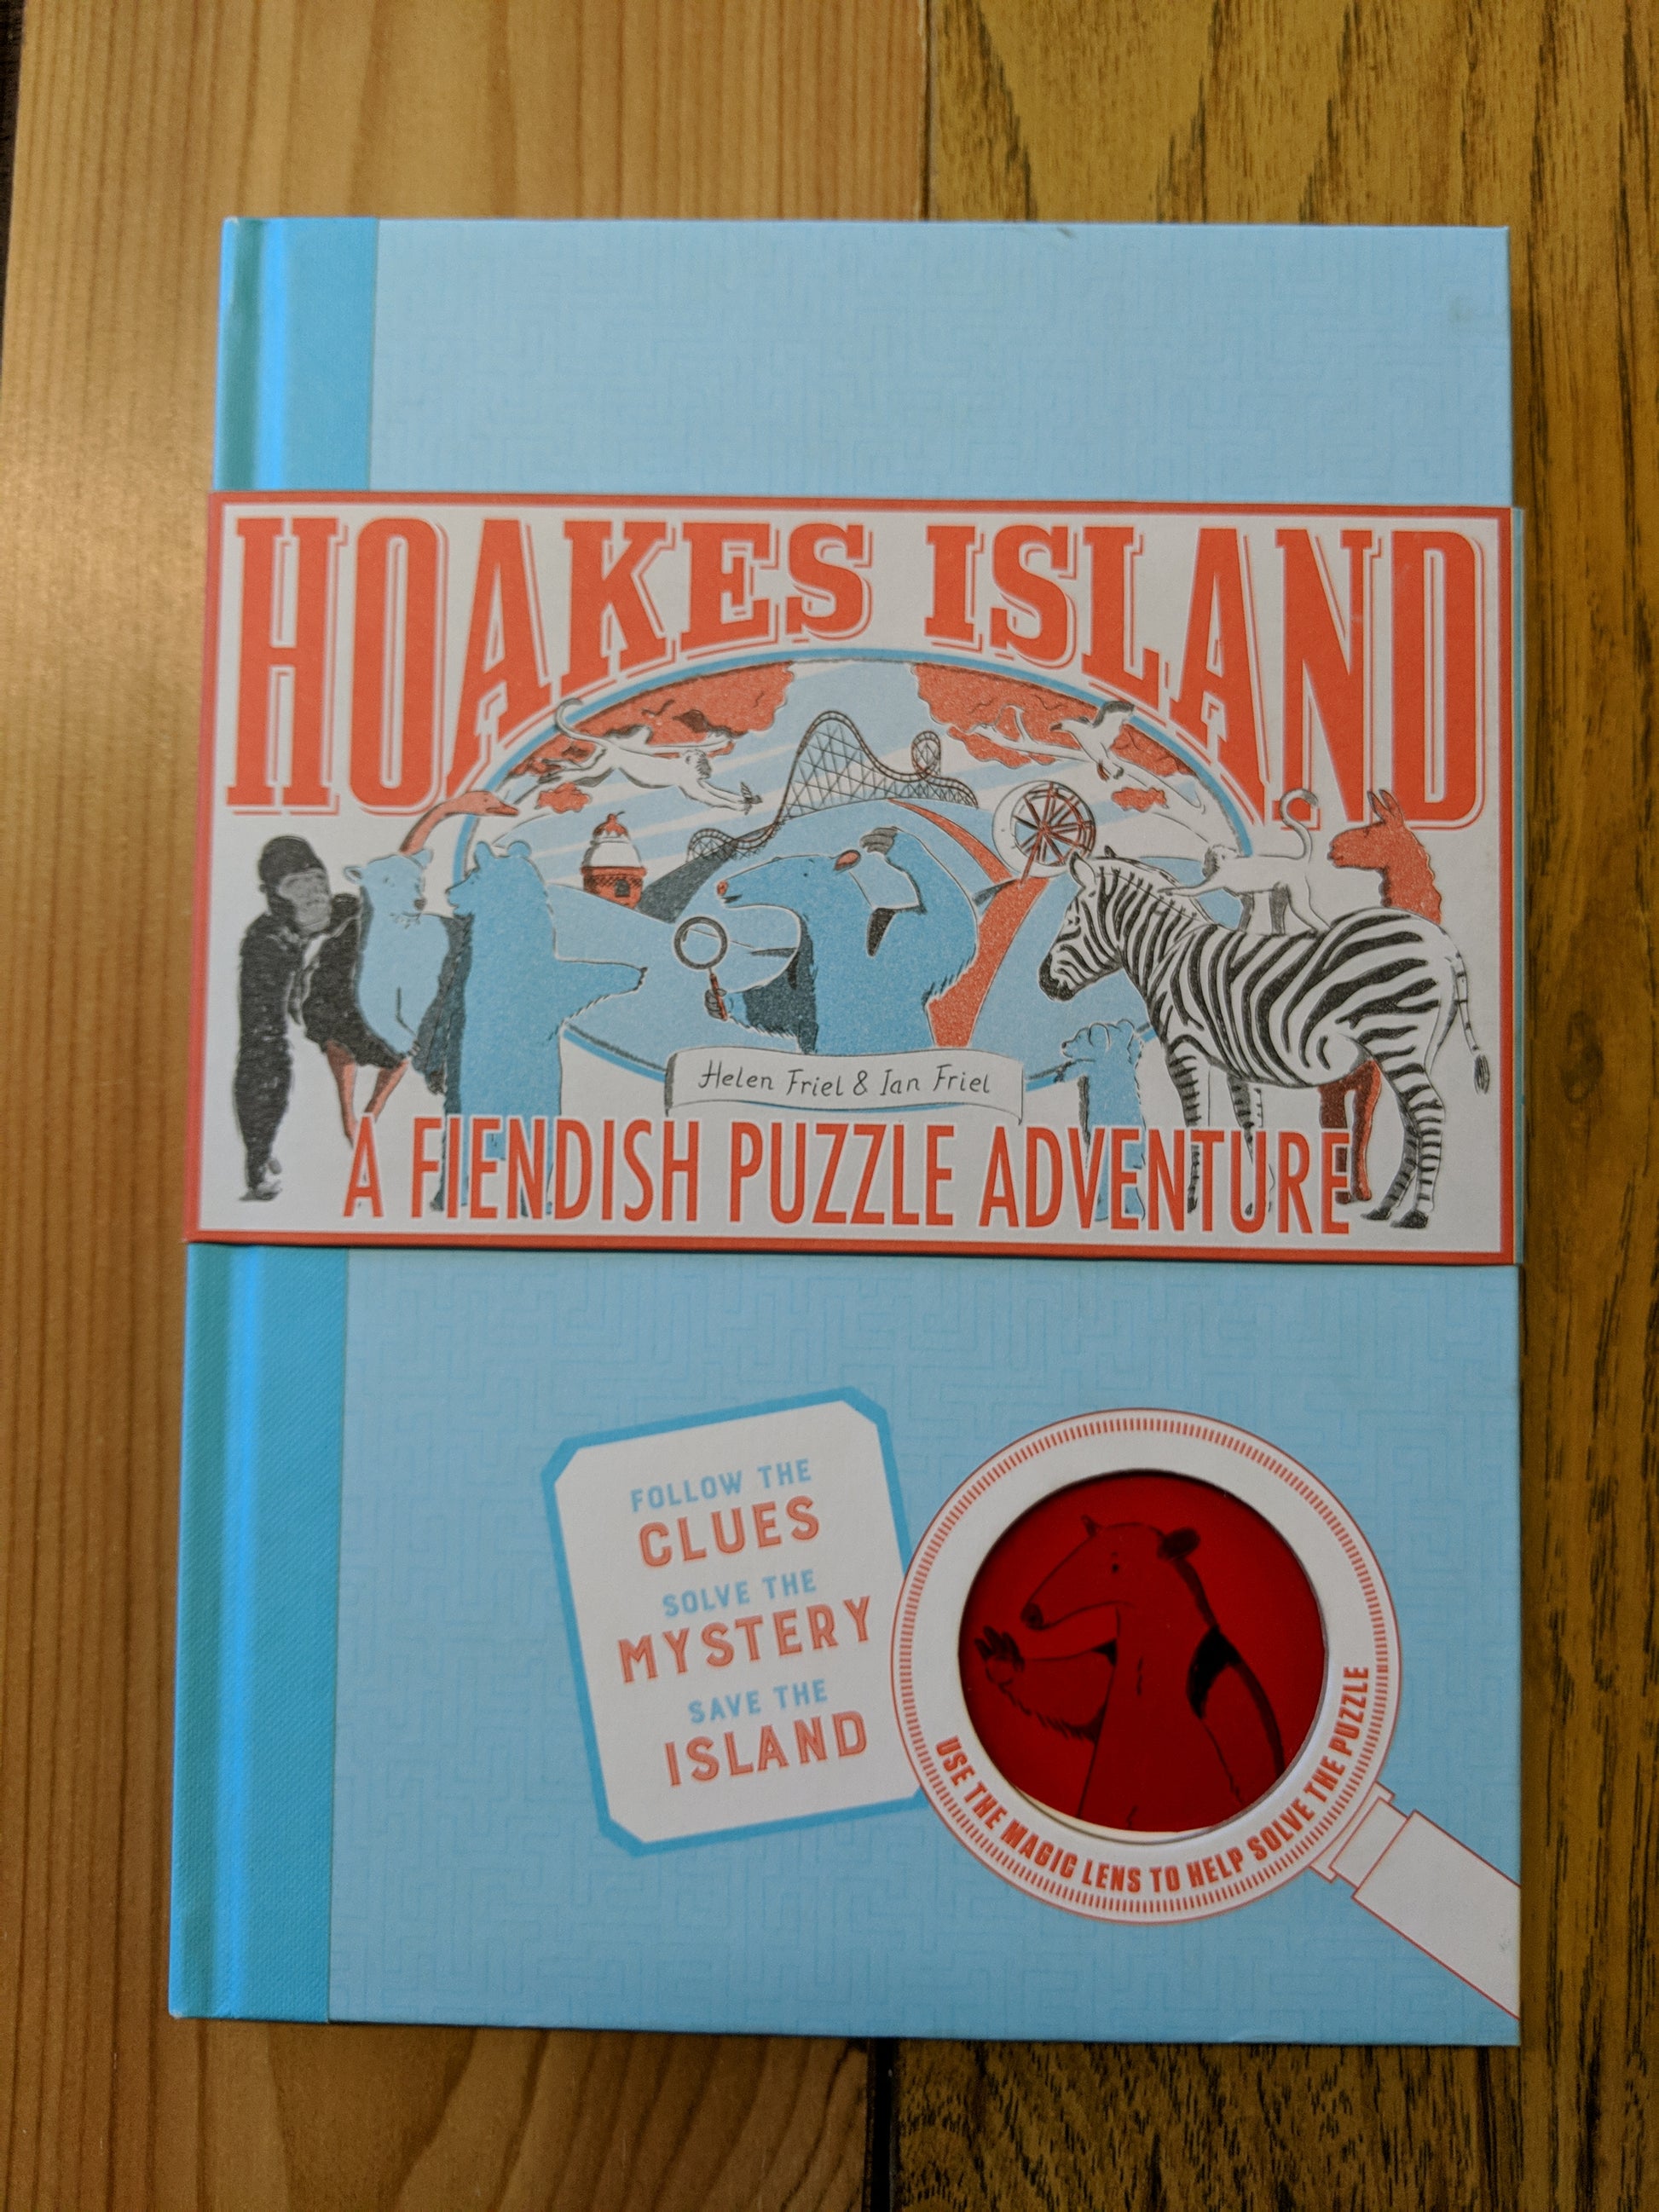 HOAKES ISLAND
Helen Friel & Ian Friel
A FIENDISH PUZZLE ADVENTURE
FOLLOW THE
CLUES
SOLVE THE
MYSTERY
SAVE THE
ISLAND
USE THE MAGIC LENS TO HELP SOLVE THE PUZZLE